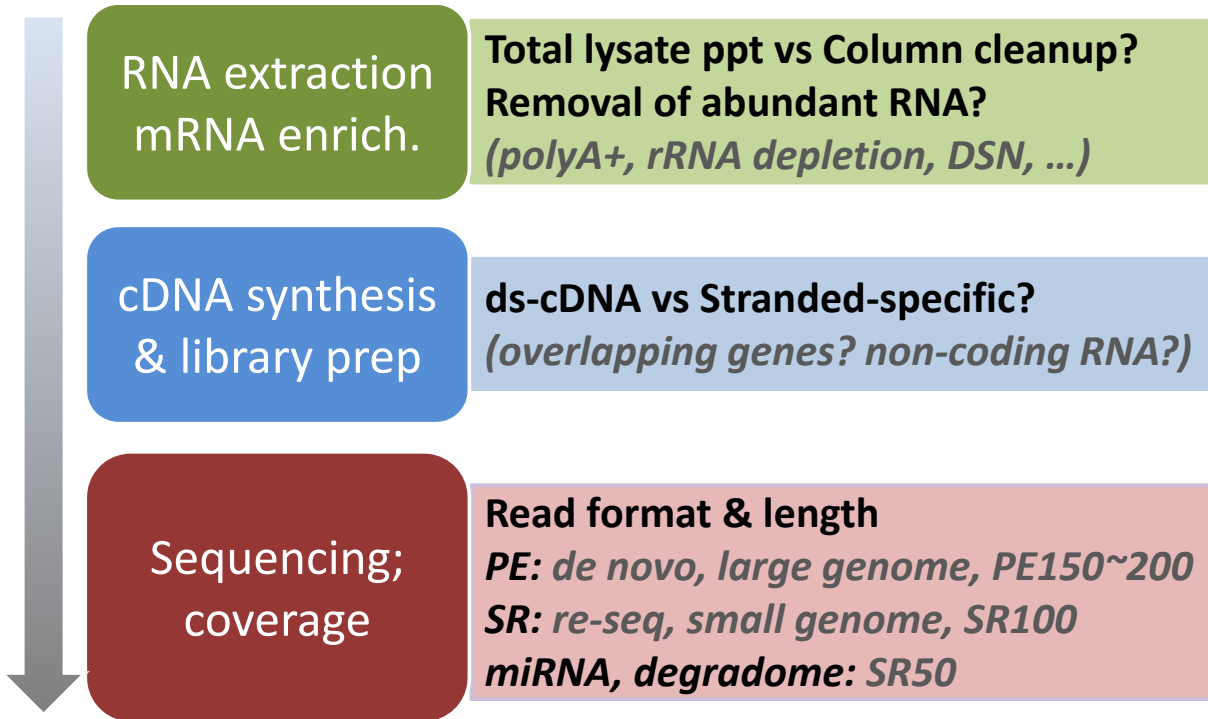 RNA extraction
mRNA enrich.
Total lysate ppt vs Column cleanup?
Removal of abundant RNA?
(polyA+, rRNA depletion, DSN, …)
cDNA synthesis
& library prep
ds-cDNA vs Stranded-specific?
(overlapping genes? non-coding RNA?)
Sequencing;
coverage
Read format & length
PE: de novo, large genome, PE150~200
SR: re-seq, small genome, SR100
miRNA, degradome: SR50